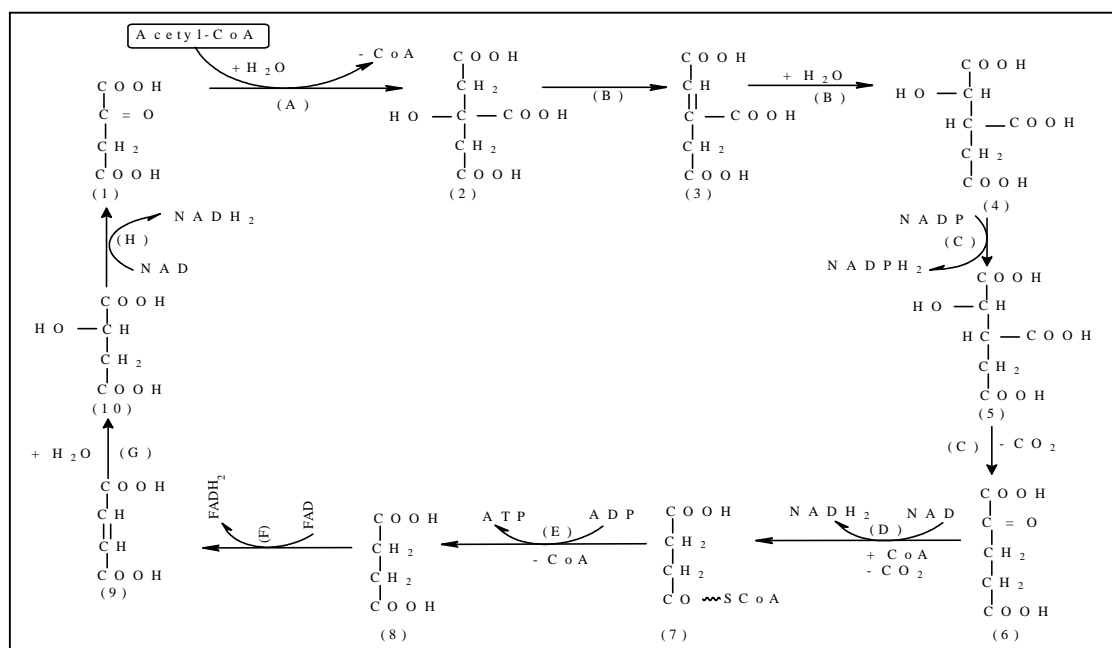 Acetyl-CoA
+ H₂O
- CoA
(A)
COOH
C = O
CH₂
COOH
(1)
COOH
CH₂
HO C COOH
CH₂
COOH
(2)
(B)
COOH
CH
C COOH
CH₂
COOH
(3)
+ H₂O
(B)
COOH
HO CH
HC COOH
CH₂
COOH
(4)
NADP
(C)
NADPH₂
COOH
HO CH
HC COOH
CH₂
COOH
(5)
(C)
- CO₂
COOH
C = O
CH₂
CH₂
COOH
(6)
NADH₂
NAD
(D)
+ CoA
- CO₂
COOH
CH₂
CH₂
CO SCoA
(7)
ATP
ADP
(E)
- CoA
COOH
CH₂
CH₂
COOH
(8)
FADH₂
(F)
FAD
COOH
CH
CH
COOH
(9)
+ H₂O
(G)
COOH
HO CH
CH₂
COOH
(10)
NADH₂
(H)
NAD